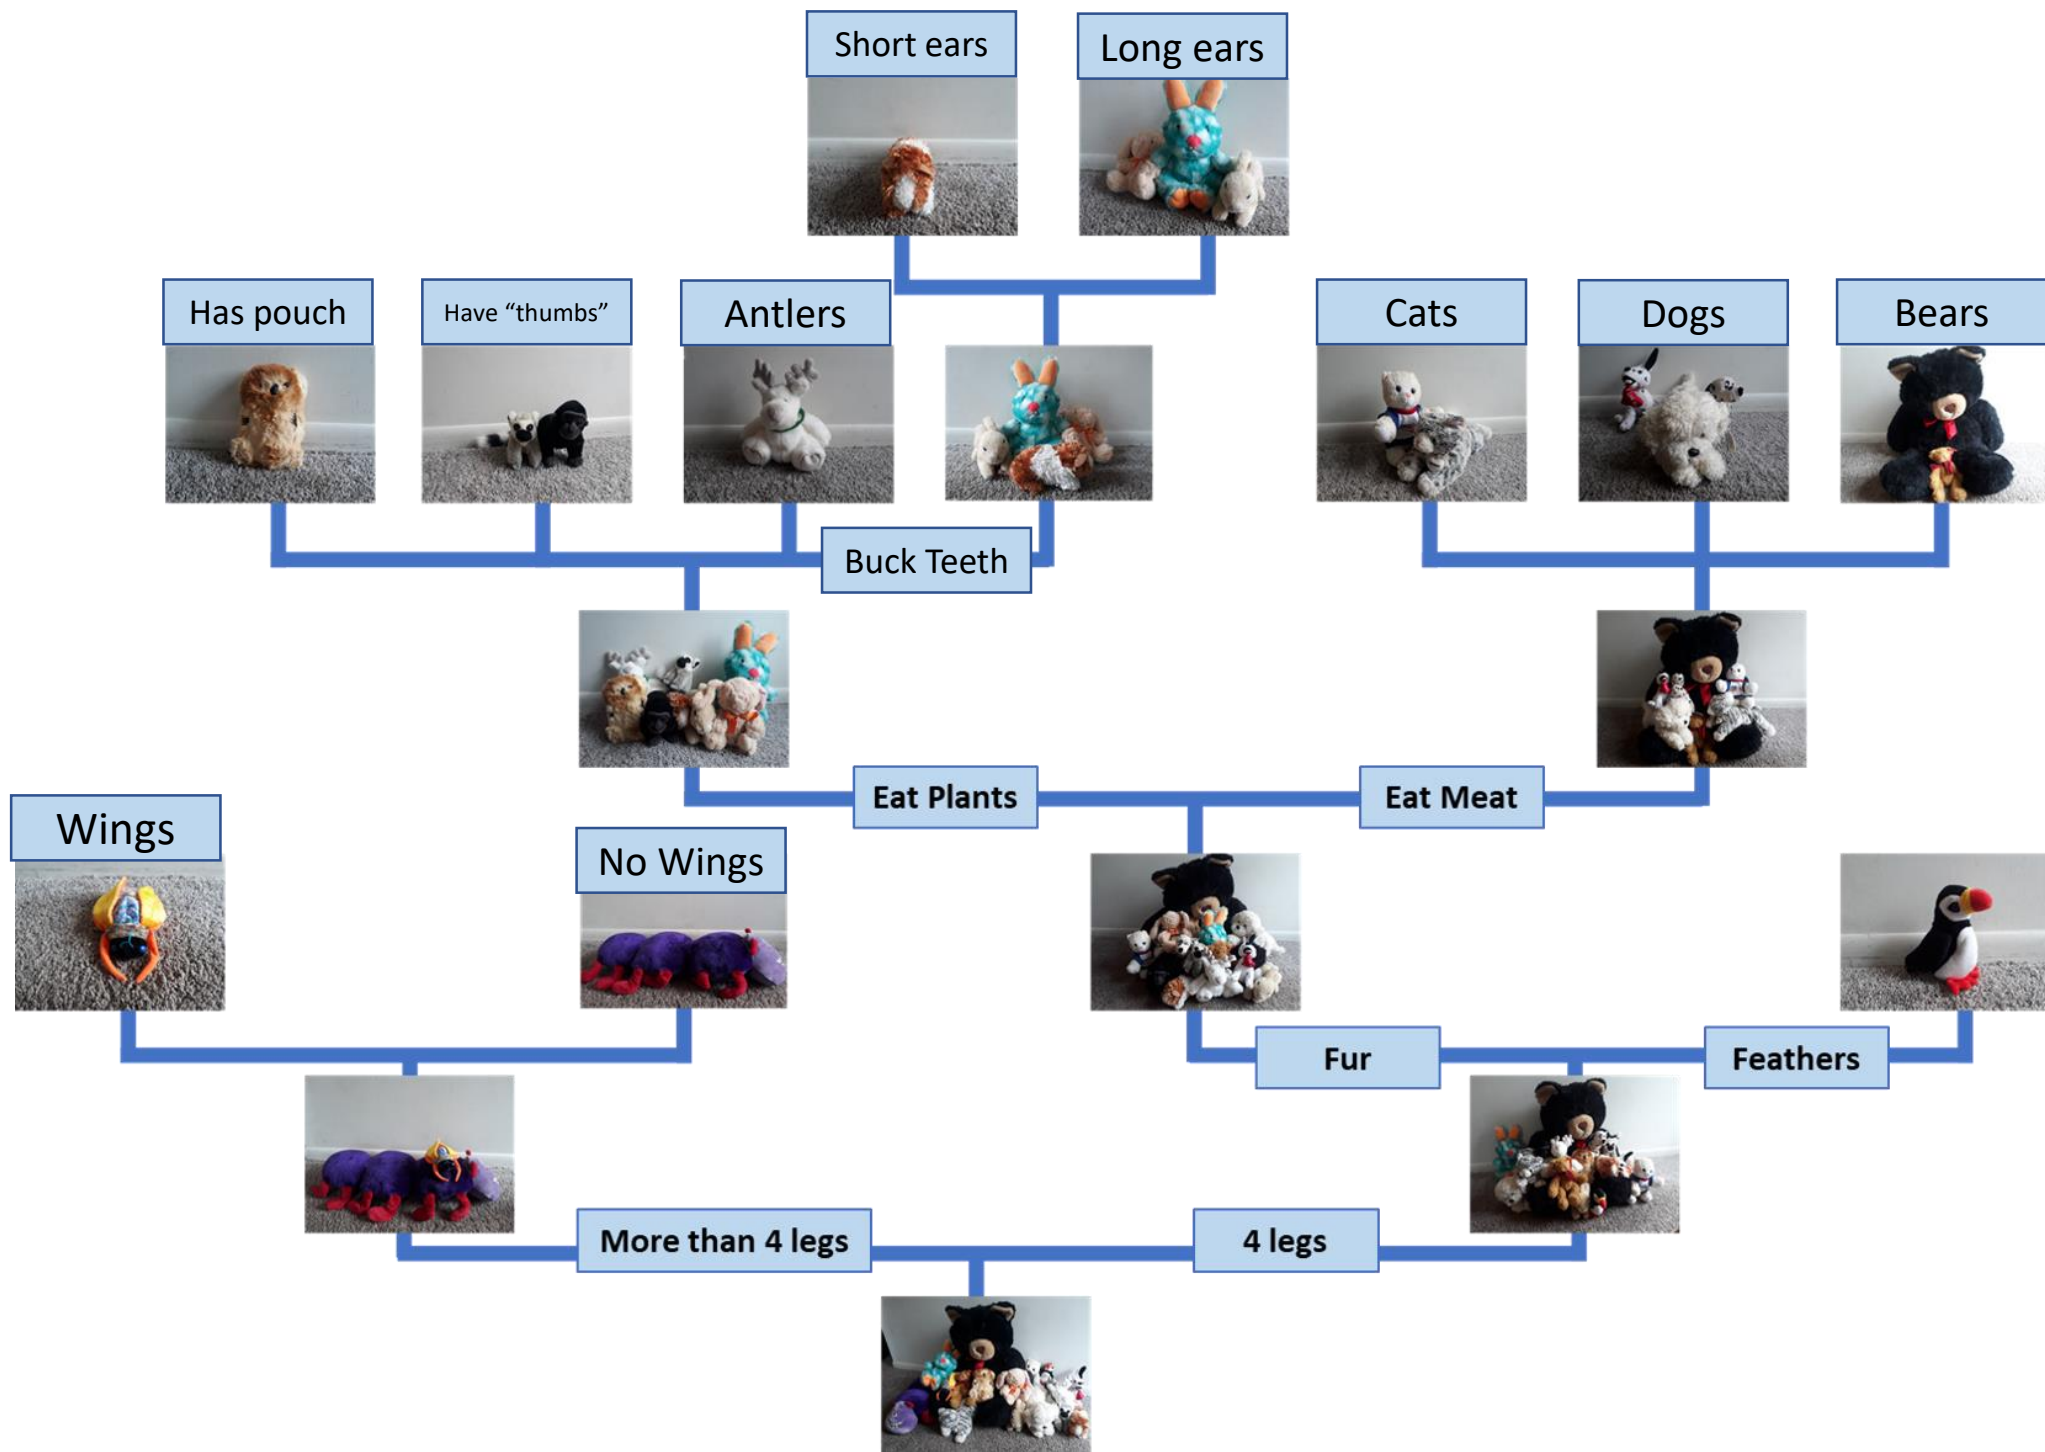 Short ears
Long ears
Has pouch
Have “thumbs”
Antlers
Cats
Dogs
Bears
Buck Teeth
Eat Plants
Eat Meat
Wings
No Wings
Fur
Feathers
More than 4 legs
4 legs